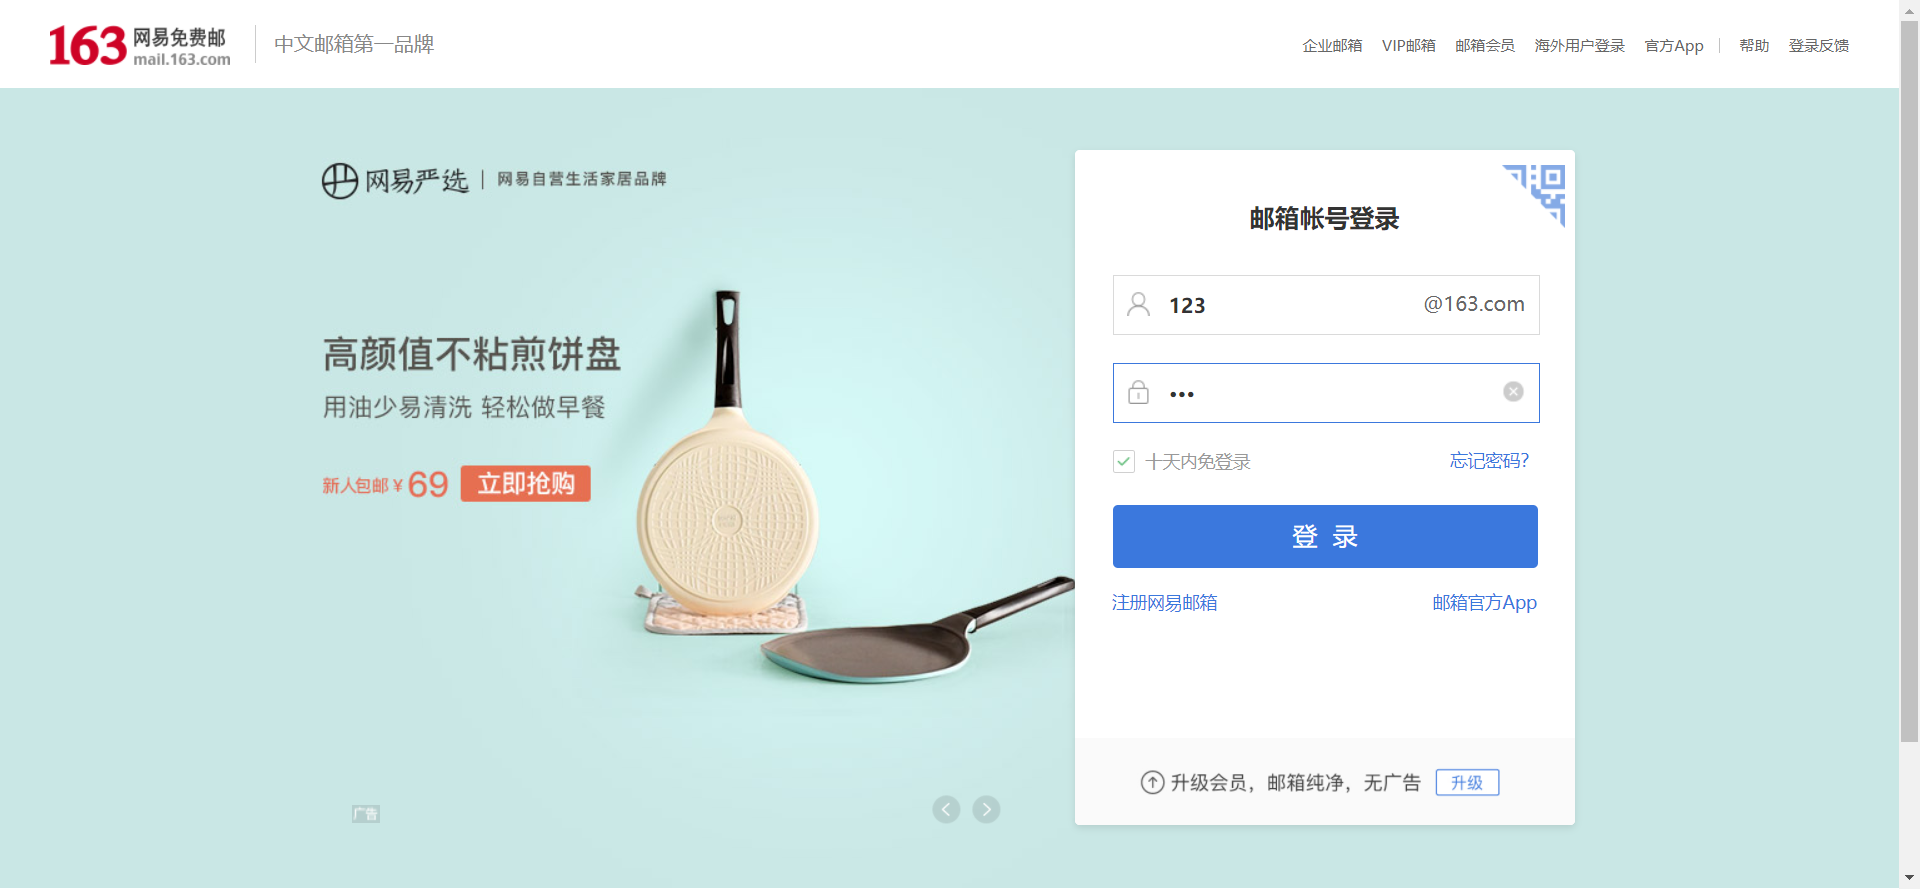 163 网易免费邮
mail.163.com
中文邮箱第一品牌
企业邮箱 VIP邮箱 邮箱会员 海外用户登录 官方App 帮助 登录反馈
网易严选 网易自营生活家居品牌
高颜值不粘煎饼盘
用油少易清洗 轻松做早餐
新人包邮¥69 立即抢购
广告
邮箱帐号登录
123 @163.com
•••
十天内免登录 忘记密码?
登 录
注册网易邮箱 邮箱官方App
升级会员，邮箱纯净，无广告 升级